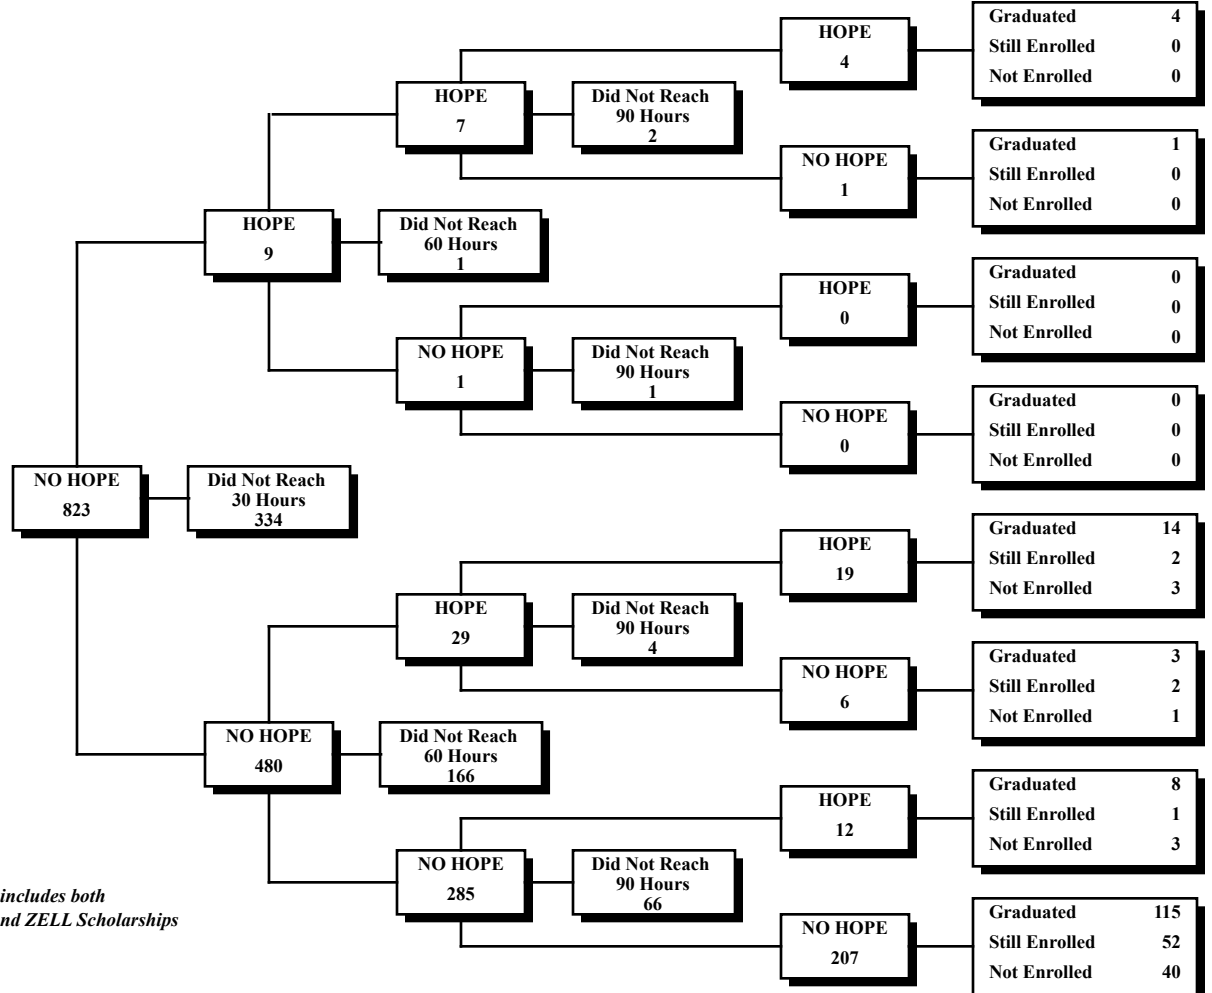 HOPE
4
Graduated 4
Still Enrolled 0
Not Enrolled 0
HOPE
7
Did Not Reach
90 Hours
2
NO HOPE
1
Graduated 1
Still Enrolled 0
Not Enrolled 0
HOPE
9
Did Not Reach
60 Hours
1
HOPE
0
Graduated 0
Still Enrolled 0
Not Enrolled 0
NO HOPE
1
Did Not Reach
90 Hours
1
NO HOPE
0
Graduated 0
Still Enrolled 0
Not Enrolled 0
NO HOPE
823
Did Not Reach
30 Hours
334
HOPE
19
Graduated 14
Still Enrolled 2
Not Enrolled 3
HOPE
29
Did Not Reach
90 Hours
4
NO HOPE
6
Graduated 3
Still Enrolled 2
Not Enrolled 1
NO HOPE
480
Did Not Reach
60 Hours
166
HOPE
12
Graduated 8
Still Enrolled 1
Not Enrolled 3
NO HOPE
285
Did Not Reach
90 Hours
66
NO HOPE
207
Graduated 115
Still Enrolled 52
Not Enrolled 40
includes both
nd ZELL Scholarships